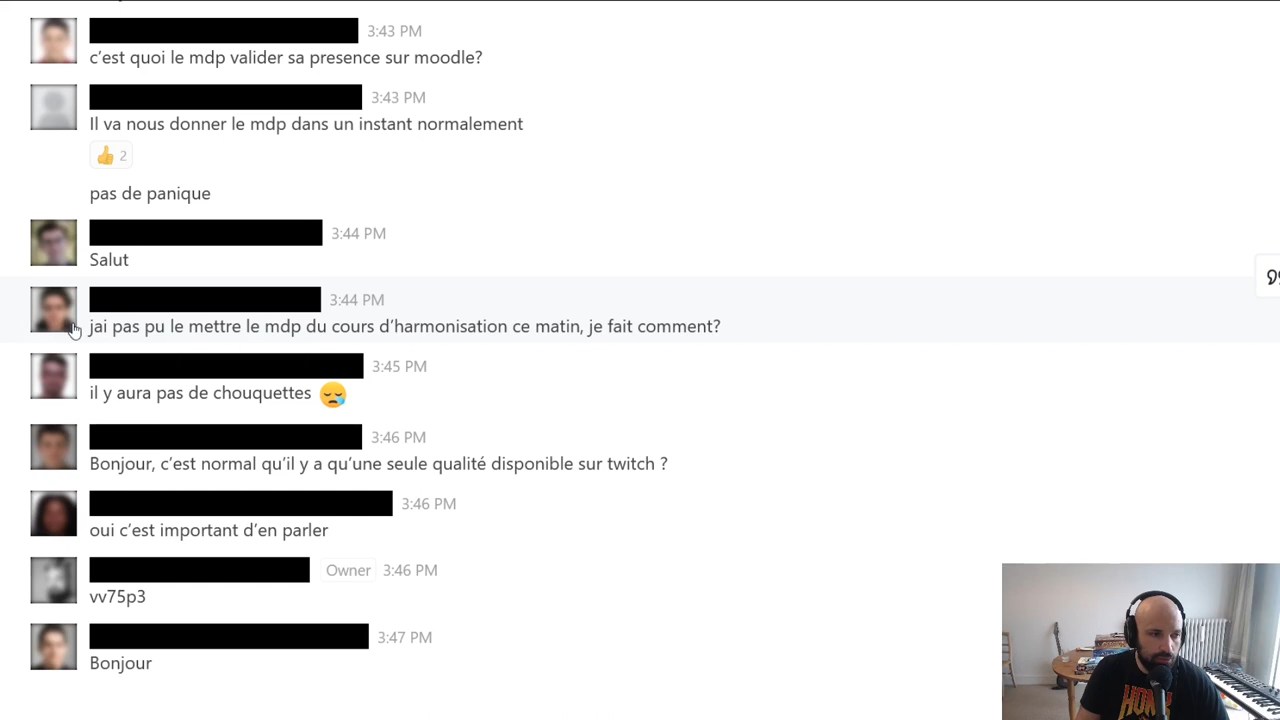 3:43 PM
c'est quoi le mdp valider sa presence sur moodle?
3:43 PM
Il va nous donner le mdp dans un instant normalement
👍 2
pas de panique
3:44 PM
Salut
3:44 PM
jai pas pu le mettre le mdp du cours d'harmonisation ce matin, je fait comment?
3:45 PM
il y aura pas de chouquettes 😪
3:46 PM
Bonjour, c'est normal qu'il y a qu'une seule qualité disponible sur twitch ?
3:46 PM
oui c'est important d'en parler
Owner 3:46 PM
vv75p3
3:47 PM
Bonjour